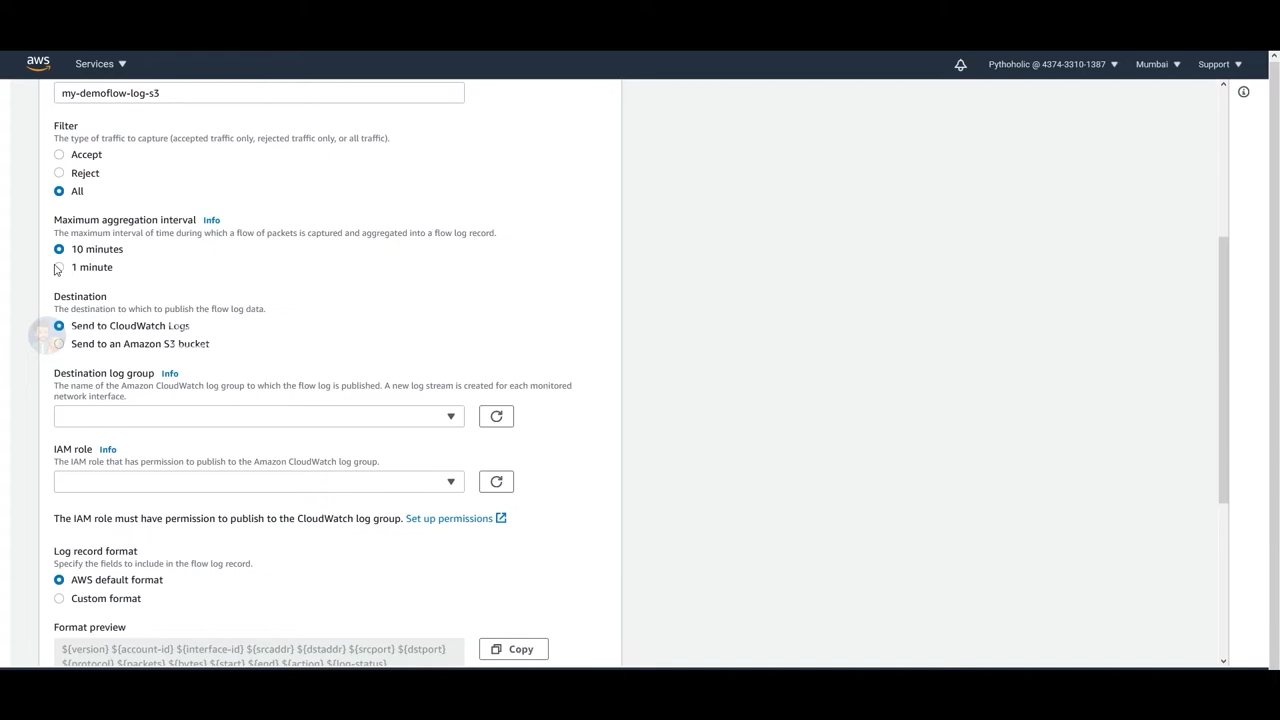 aws Services Pythoholic @ 4374-3310-1387 Mumbai Support
my-demoflow-log-s3
Filter
The type of traffic to capture (accepted traffic only, rejected traffic only, or all traffic).
Accept
Reject
All
Maximum aggregation interval Info
The maximum interval of time during which a flow of packets is captured and aggregated into a flow log record.
10 minutes
1 minute
Destination
The destination to which to publish the flow log data.
Send to CloudWatch Logs
Send to an Amazon S3 bucket
Destination log group Info
The name of the Amazon CloudWatch log group to which the flow log is published. A new log stream is created for each monitored
network interface.
IAM role Info
The IAM role that has permission to publish to the Amazon CloudWatch log group.
The IAM role must have permission to publish to the CloudWatch log group. Set up permissions
Log record format
Specify the fields to include in the flow log record.
AWS default format
Custom format
Format preview
${version} ${account-id} ${interface-id} ${srcaddr} ${dstaddr} ${srcport} ${dstport}
Copy
${protocol} ${packets} ${bytes} ${start} ${end} ${action} ${log-status}